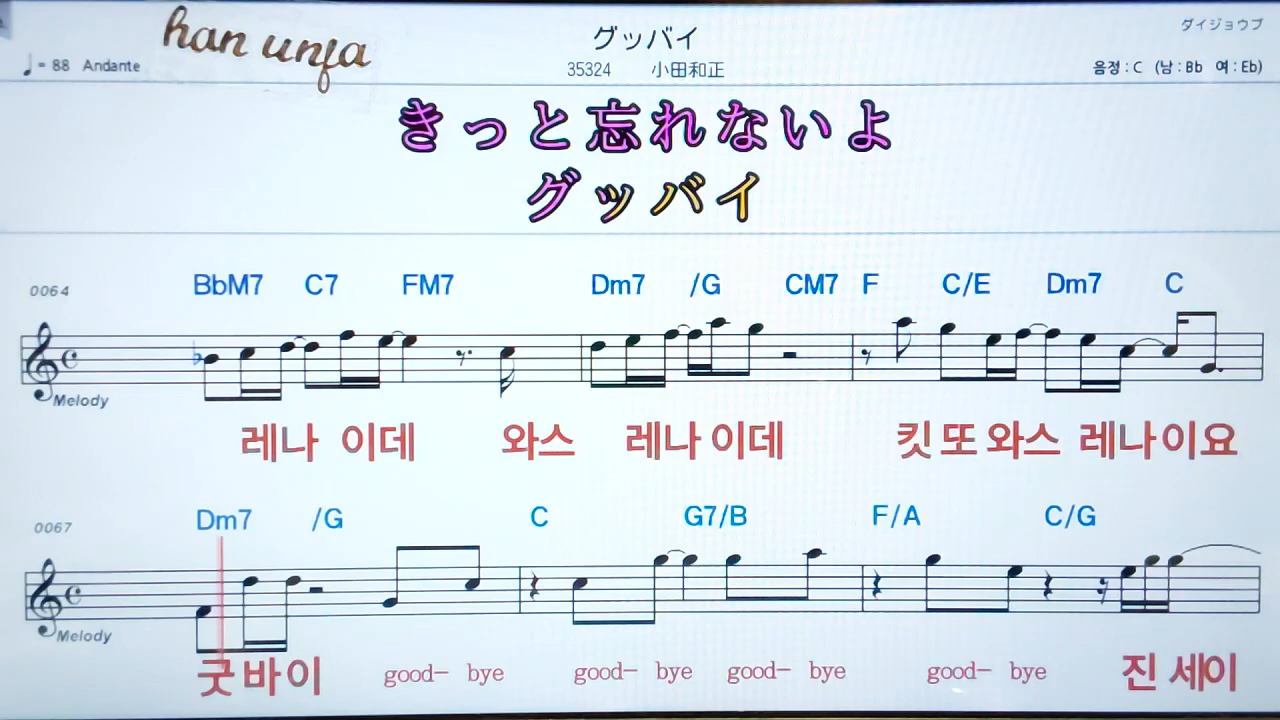 han unfa
グッバイ
ダイジョウブ
♩= 88 Andante
35324 小田和正
음정 : C (남 : Bb 여 : Eb)
きっと忘れないよ
グッバイ
0064
BbM7 C7 FM7 Dm7 /G CM7 F C/E Dm7 C
Melody
레나 이데 와스 레나 이데 킷 또 와스 레나 이요
0067
Dm7 /G C G7/B F/A C/G
Melody
굿 바 이 good- bye good- bye good- bye good- bye 진 세이